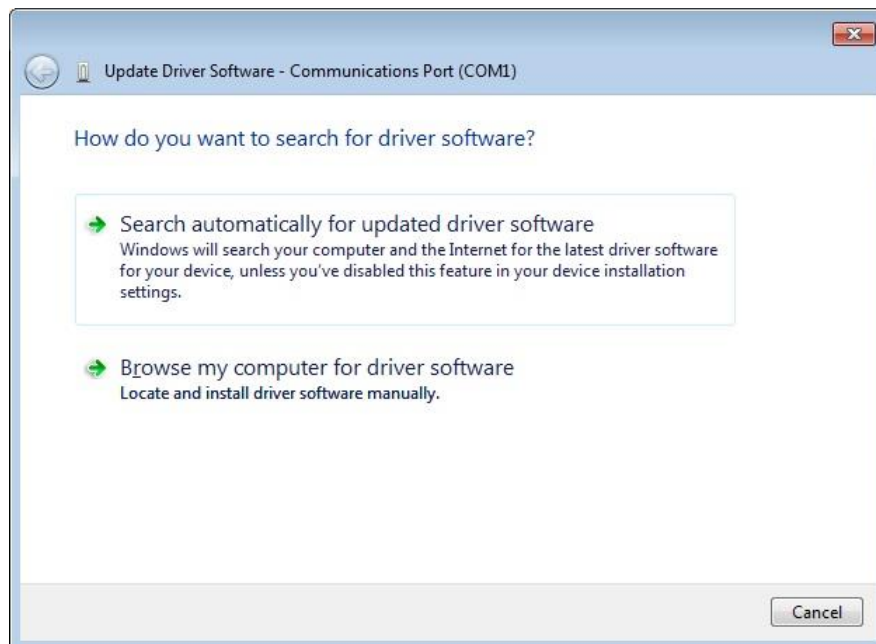 Update Driver Software - Communications Port (COM1)
How do you want to search for driver software?
Search automatically for updated driver software
Windows will search your computer and the Internet for the latest driver software
for your device, unless you've disabled this feature in your device installation
settings.
Browse my computer for driver software
Locate and install driver software manually.
Cancel